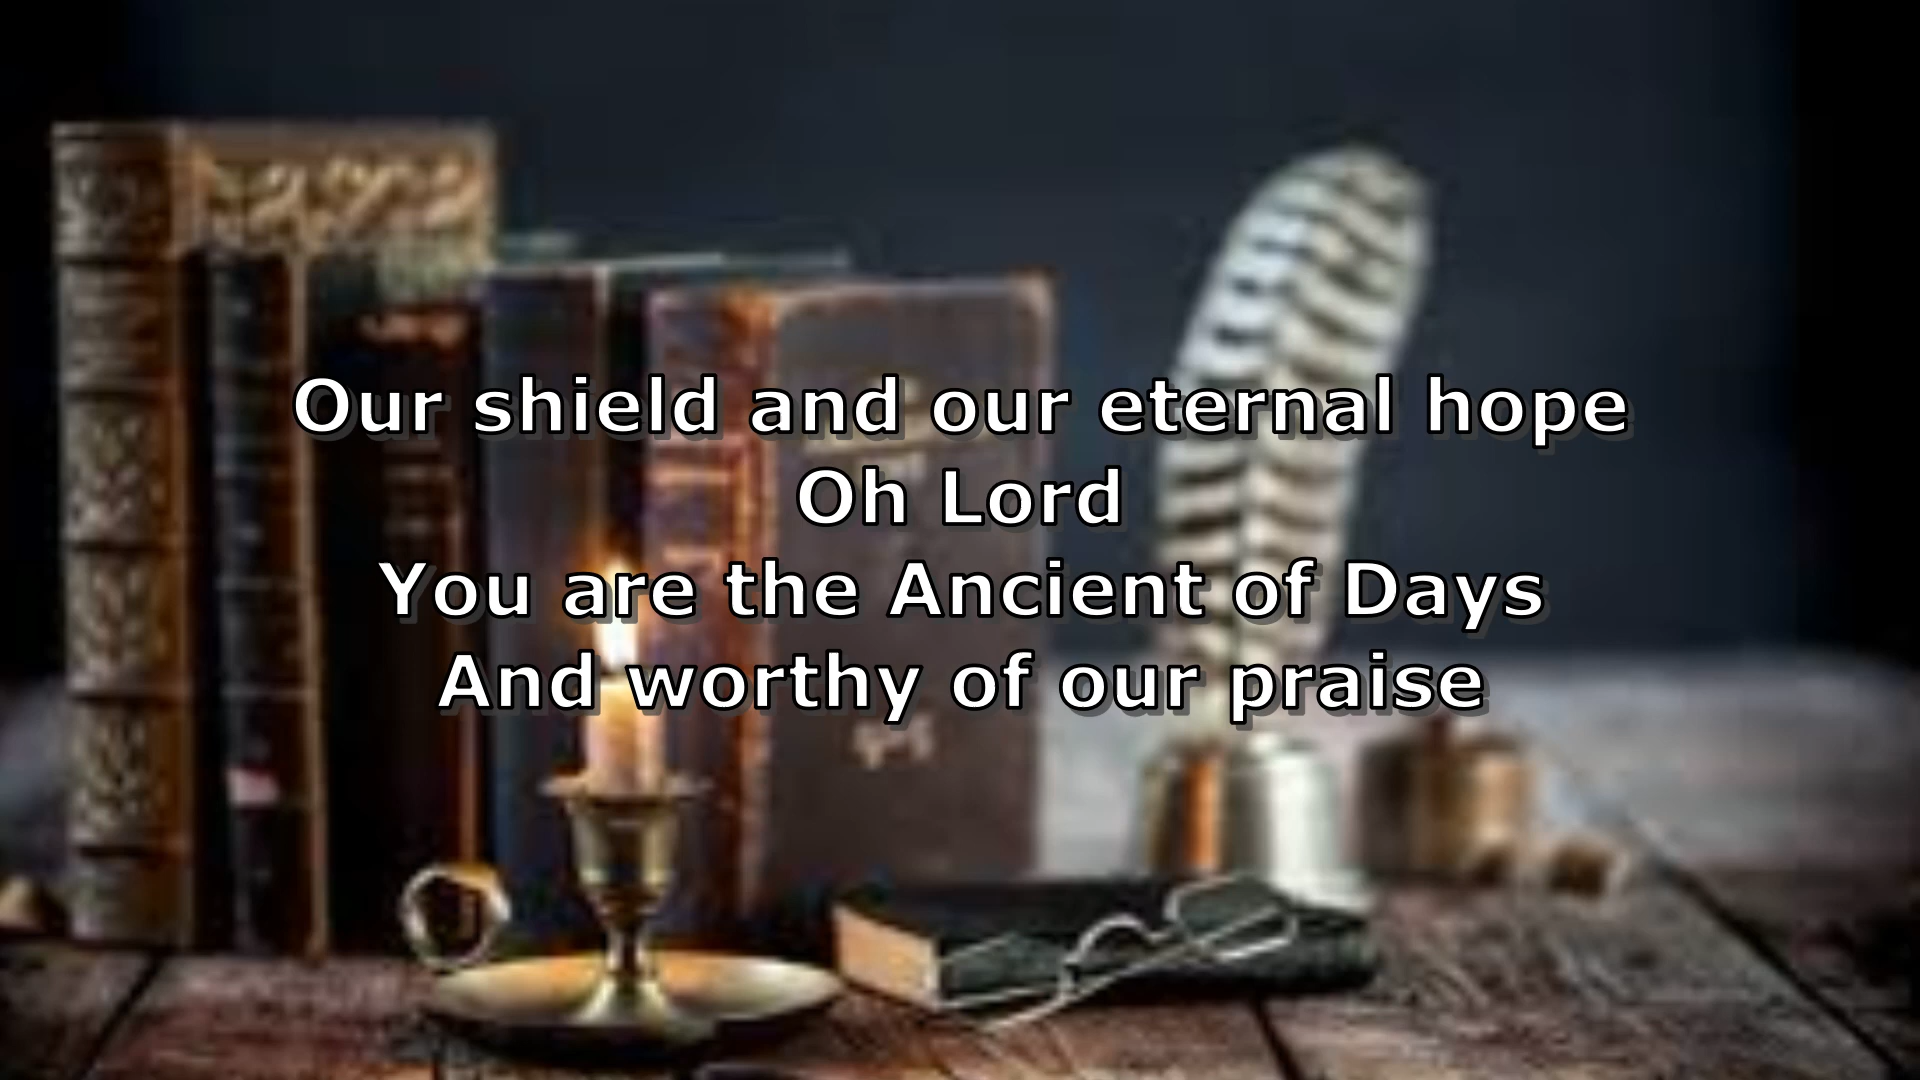 Our shield and our eternal hope
Oh Lord
You are the Ancient of Days
And worthy of our praise